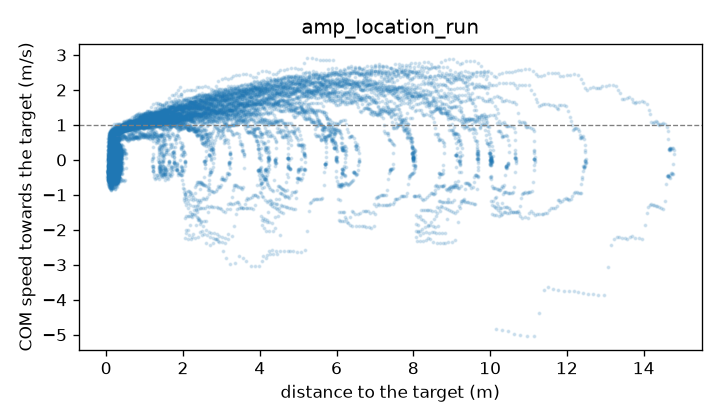 amp_location_run
COM speed towards the target (m/s)
3
2
1
0
−1
−2
−3
−4
−5
0 2 4 6 8 10 12 14
distance to the target (m)